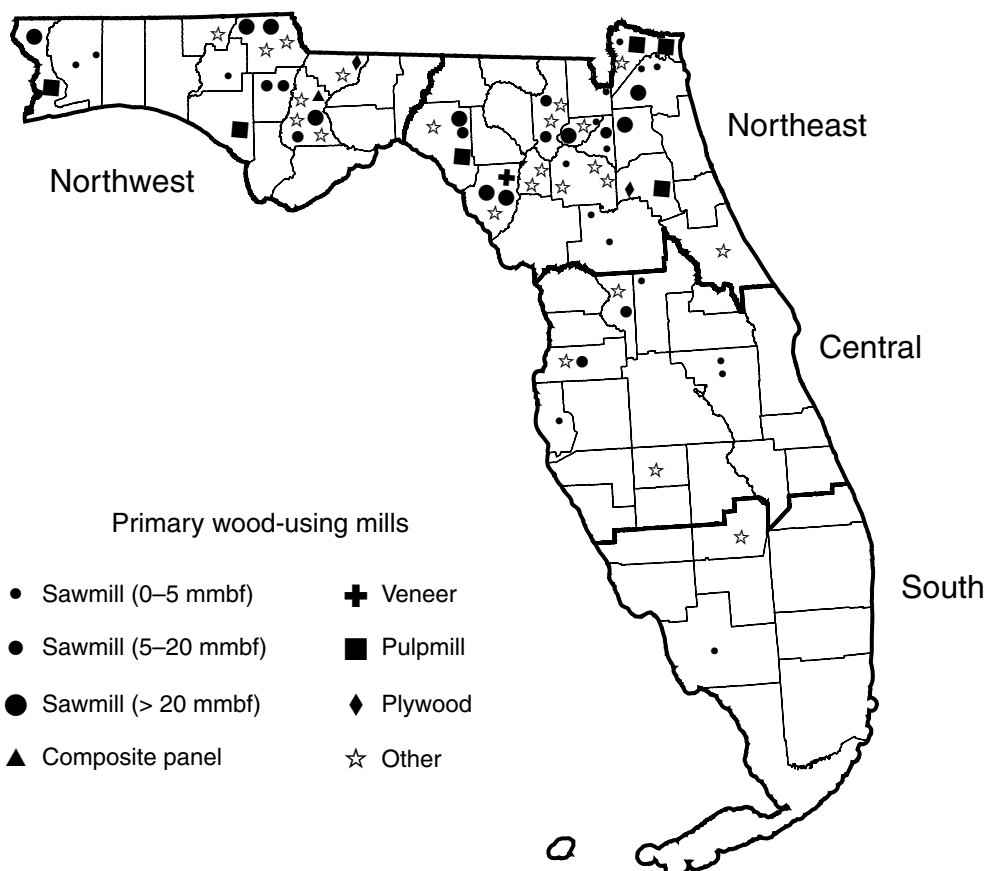 Northeast
Northwest
Central
South
Primary wood-using mills
Sawmill (0–5 mmbf)
Sawmill (5–20 mmbf)
Sawmill (> 20 mmbf)
Composite panel
Veneer
Pulpmill
Plywood
Other